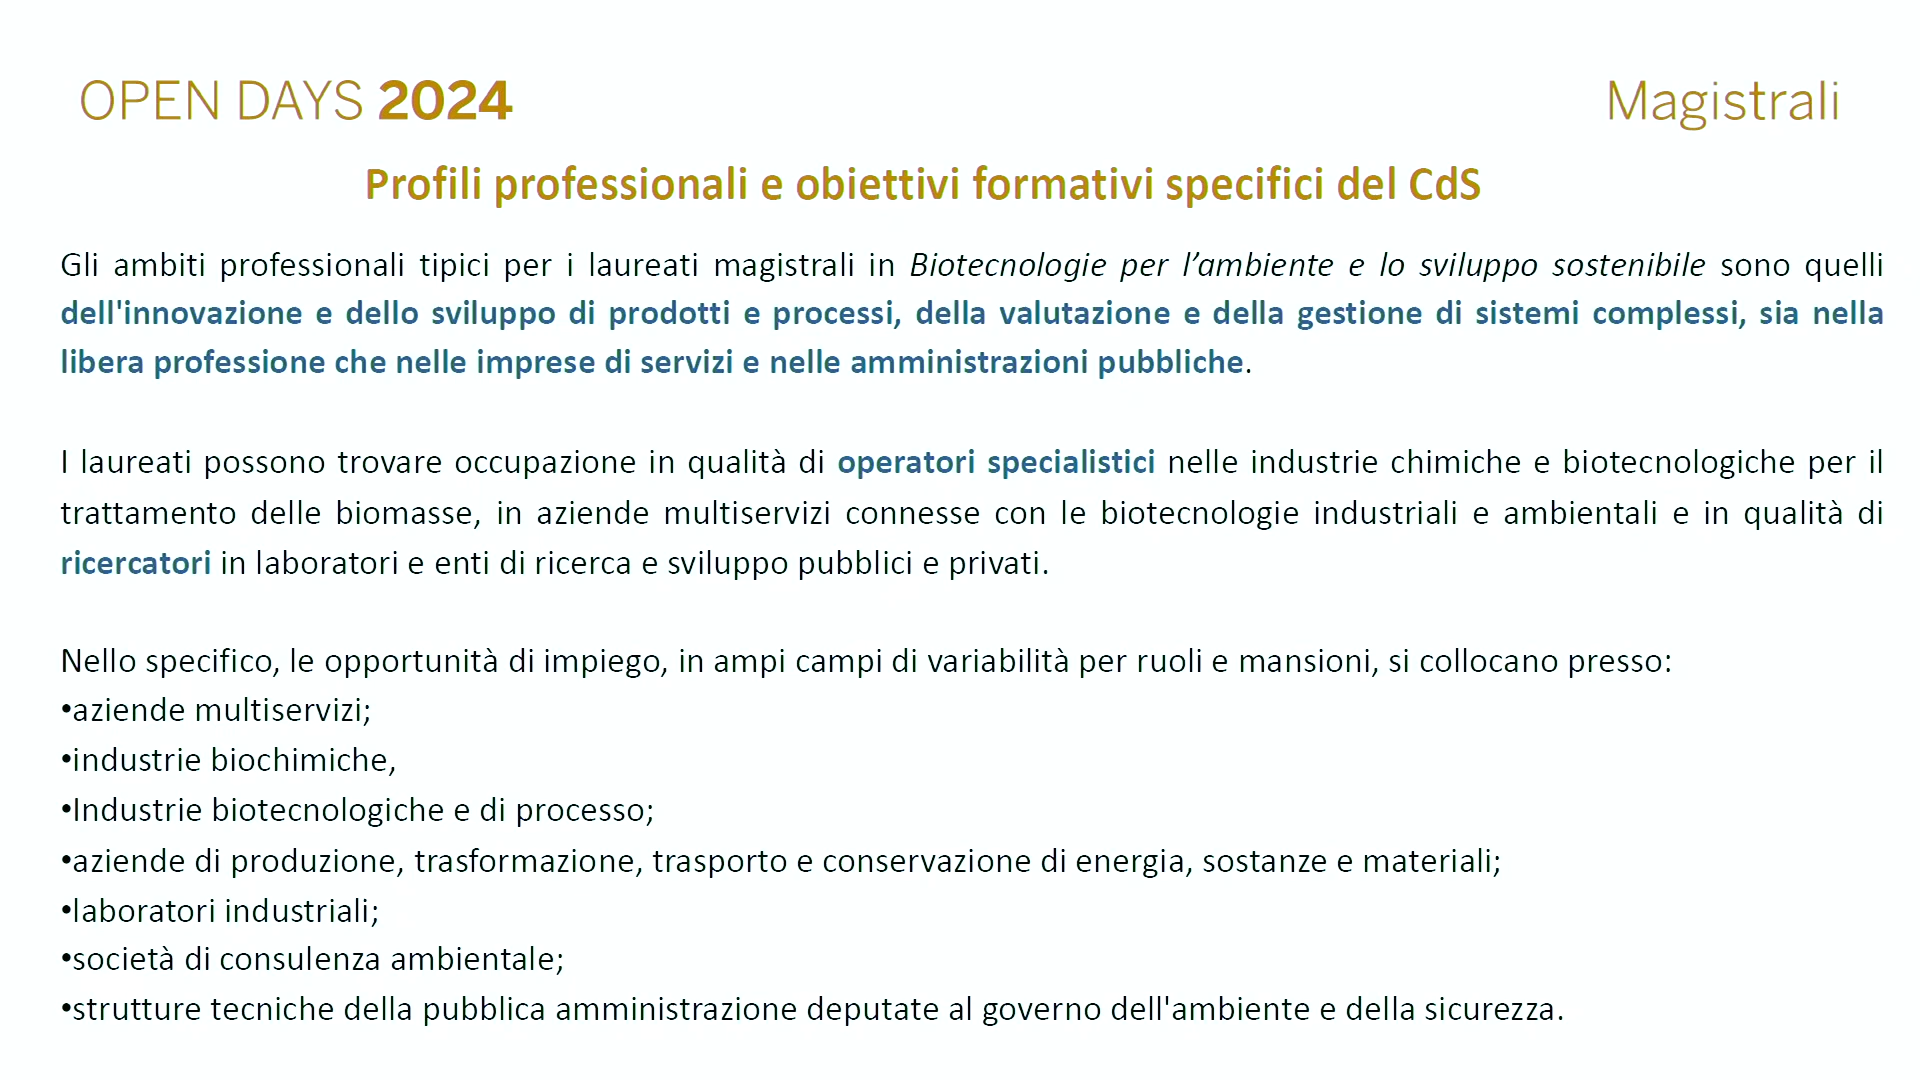 OPEN DAYS 2024
Magistrali
Profili professionali e obiettivi formativi specifici del CdS
Gli ambiti professionali tipici per i laureati magistrali in Biotecnologie per l’ambiente e lo sviluppo sostenibile sono quelli
dell'innovazione e dello sviluppo di prodotti e processi, della valutazione e della gestione di sistemi complessi, sia nella
libera professione che nelle imprese di servizi e nelle amministrazioni pubbliche.
I laureati possono trovare occupazione in qualità di operatori specialistici nelle industrie chimiche e biotecnologiche per il
trattamento delle biomasse, in aziende multiservizi connesse con le biotecnologie industriali e ambientali e in qualità di
ricercatori in laboratori e enti di ricerca e sviluppo pubblici e privati.
Nello specifico, le opportunità di impiego, in ampi campi di variabilità per ruoli e mansioni, si collocano presso:
•aziende multiservizi;
•industrie biochimiche,
•Industrie biotecnologiche e di processo;
•aziende di produzione, trasformazione, trasporto e conservazione di energia, sostanze e materiali;
•laboratori industriali;
•società di consulenza ambientale;
•strutture tecniche della pubblica amministrazione deputate al governo dell'ambiente e della sicurezza.